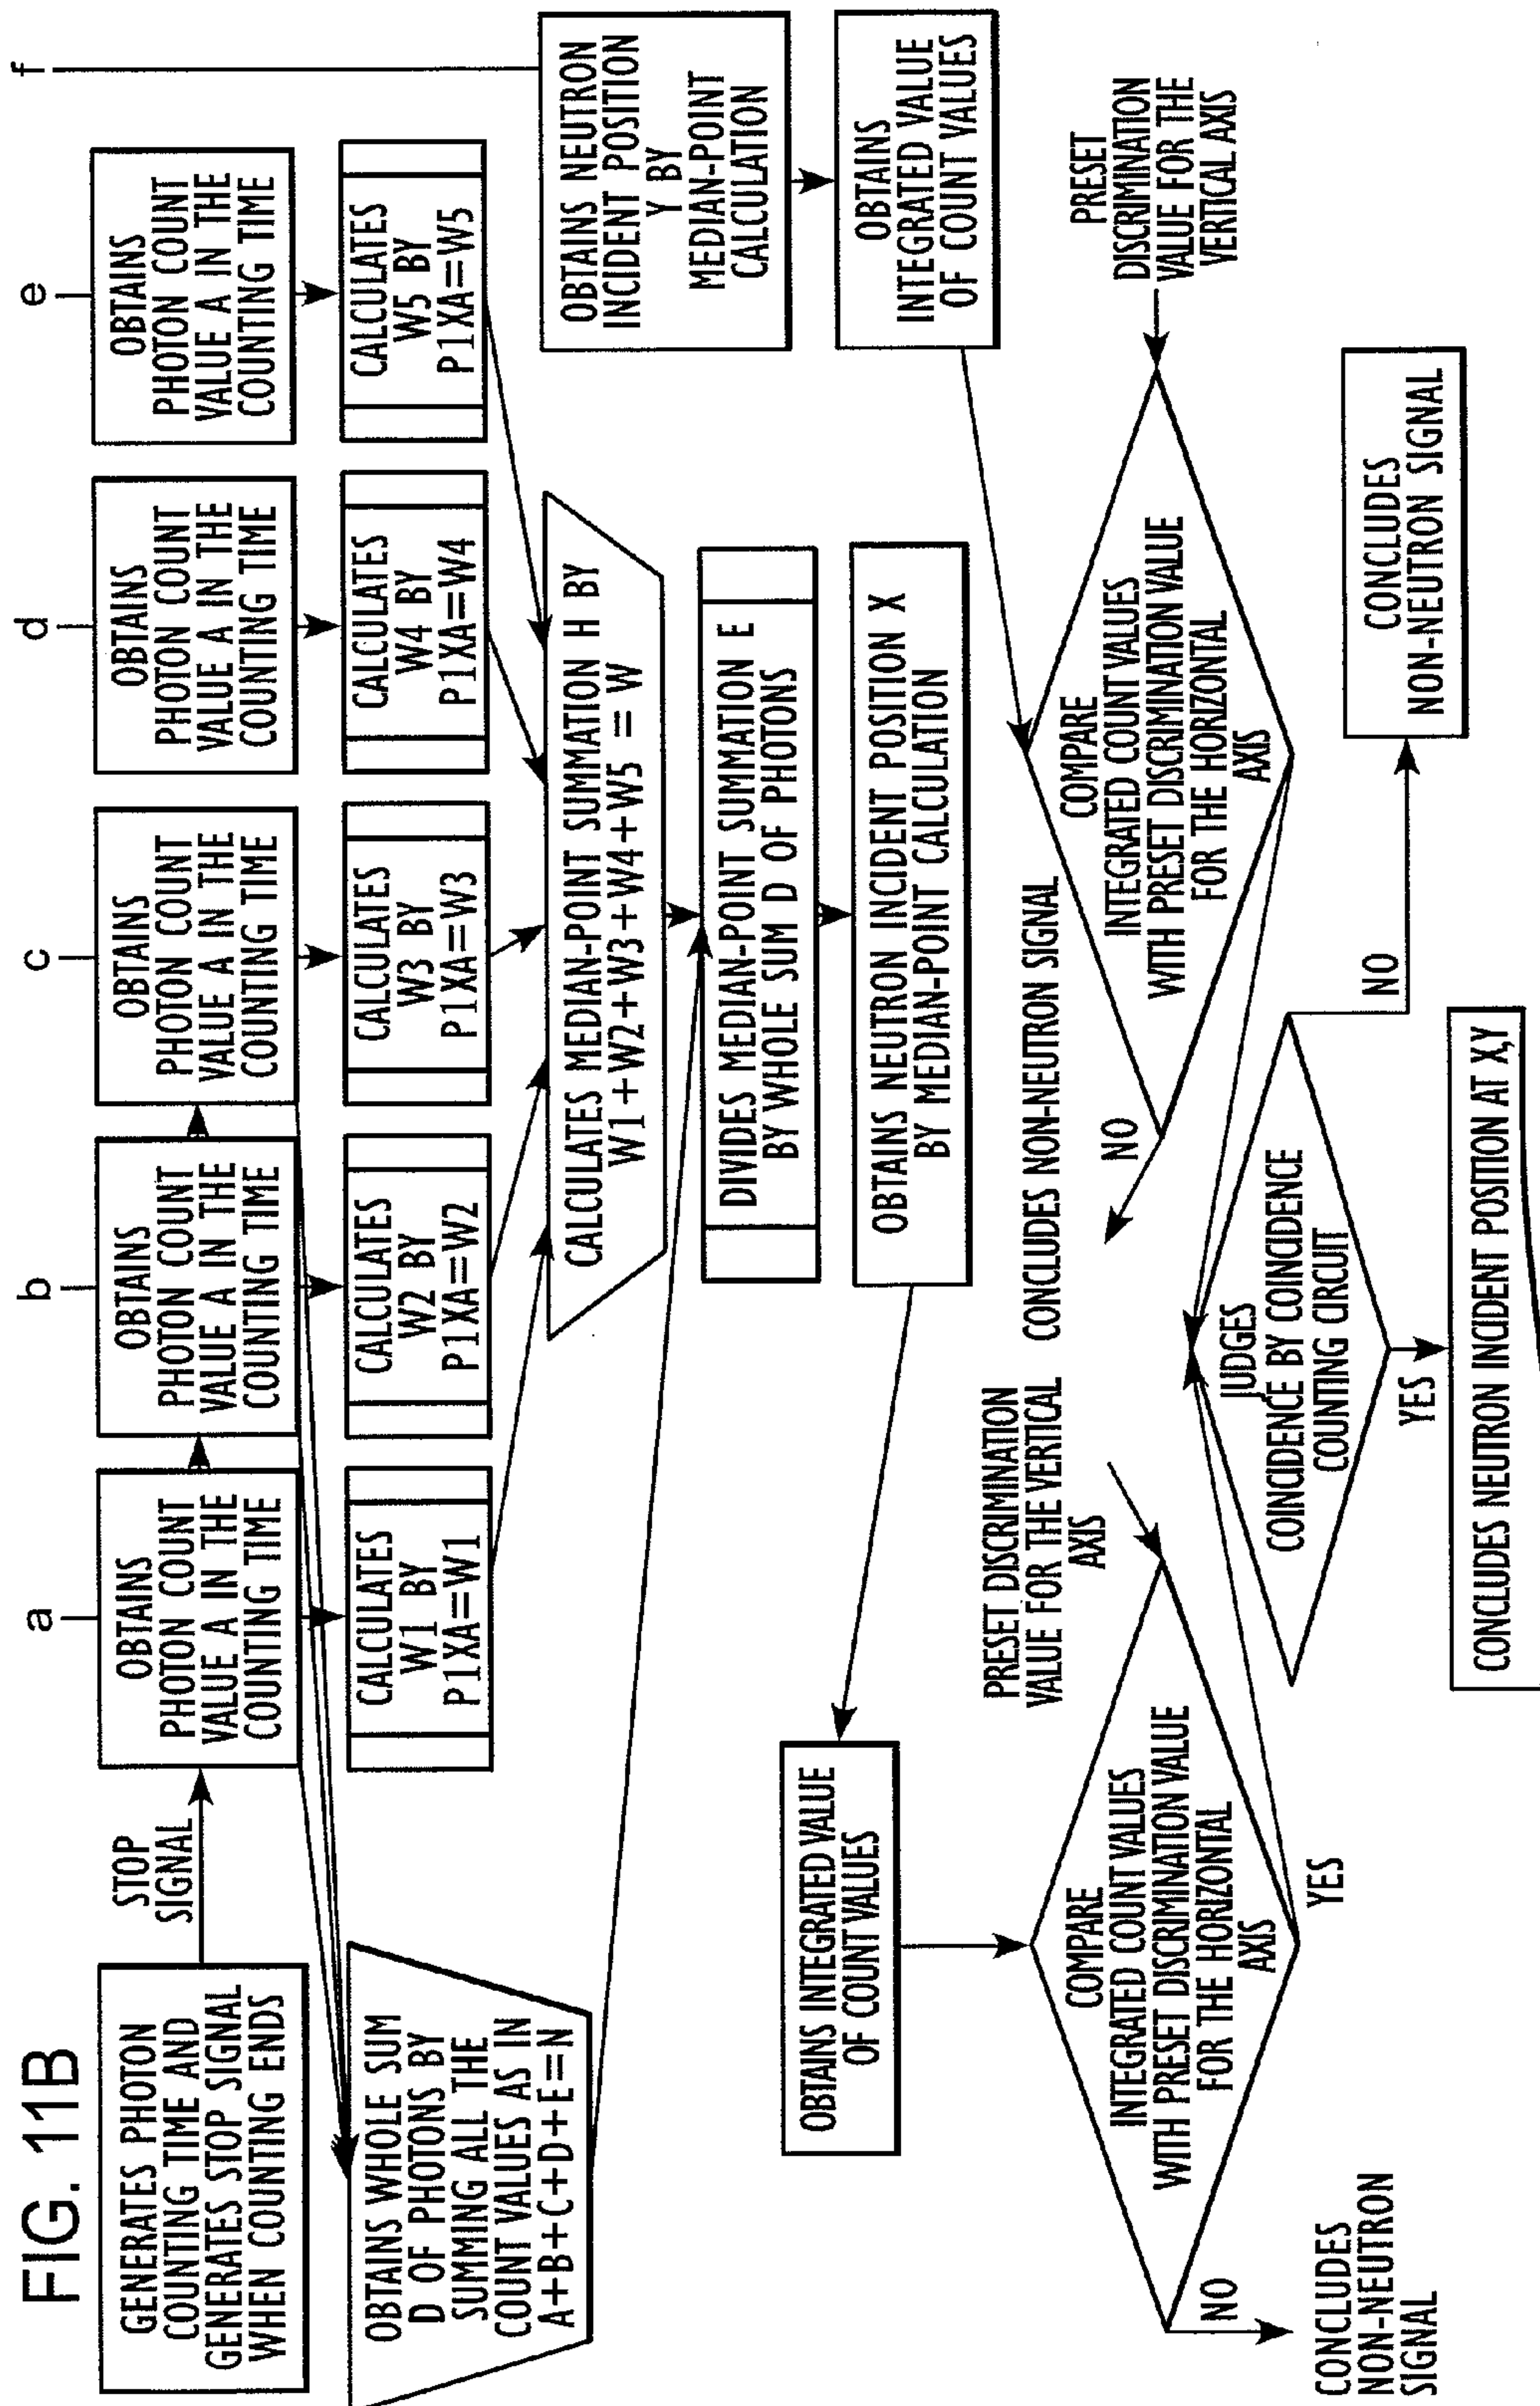 FIG. 11B
a
b
c
d
e
f
GENERATES PHOTON
COUNTING TIME AND
GENERATES STOP SIGNAL
WHEN COUNTING ENDS
STOP
SIGNAL
OBTAINS
PHOTON COUNT
VALUE A IN THE
COUNTING TIME
OBTAINS
PHOTON COUNT
VALUE A IN THE
COUNTING TIME
OBTAINS
PHOTON COUNT
VALUE A IN THE
COUNTING TIME
OBTAINS
PHOTON COUNT
VALUE A IN THE
COUNTING TIME
OBTAINS
PHOTON COUNT
VALUE A IN THE
COUNTING TIME
OBTAINS WHOLE SUM
D OF PHOTONS BY
SUMMING ALL THE
COUNT VALUES AS IN
A+B+C+D+E=N
CALCULATES
W1 BY
P1XA=W1
CALCULATES
W2 BY
P1XA=W2
CALCULATES
W3 BY
P1XA=W3
CALCULATES
W4 BY
P1XA=W4
CALCULATES
W5 BY
P1XA=W5
CALCULATES MEDIAN-POINT SUMMATION H BY
W1+W2+W3+W4+W5 = W
OBTAINS NEUTRON
INCIDENT POSITION
Y BY
MEDIAN-POINT
CALCULATION
DIVIDES MEDIAN-POINT SUMMATION E
BY WHOLE SUM D OF PHOTONS
OBTAINS NEUTRON INCIDENT POSITION X
BY MEDIAN-POINT CALCULATION
OBTAINS
INTEGRATED VALUE
OF COUNT VALUES
OBTAINS INTEGRATED VALUE
OF COUNT VALUES
PRESET DISCRIMINATION
VALUE FOR THE VERTICAL
AXIS
CONCLUDES NON-NEUTRON SIGNAL
PRESET
DISCRIMINATION
VALUE FOR THE
VERTICAL AXIS
COMPARE
INTEGRATED COUNT VALUES
WITH PRESET DISCRIMINATION VALUE
FOR THE HORIZONTAL
AXIS
NO
COMPARE
INTEGRATED COUNT VALUES
WITH PRESET DISCRIMINATION VALUE
FOR THE HORIZONTAL
AXIS
NO
CONCLUDES
NON-NEUTRON
SIGNAL
YES
JUDGES
COINCIDENCE BY COINCIDENCE
COUNTING CIRCUIT
NO
CONCLUDES
NON-NEUTRON SIGNAL
YES
CONCLUDES NEUTRON INCIDENT POSITION AT X,Y